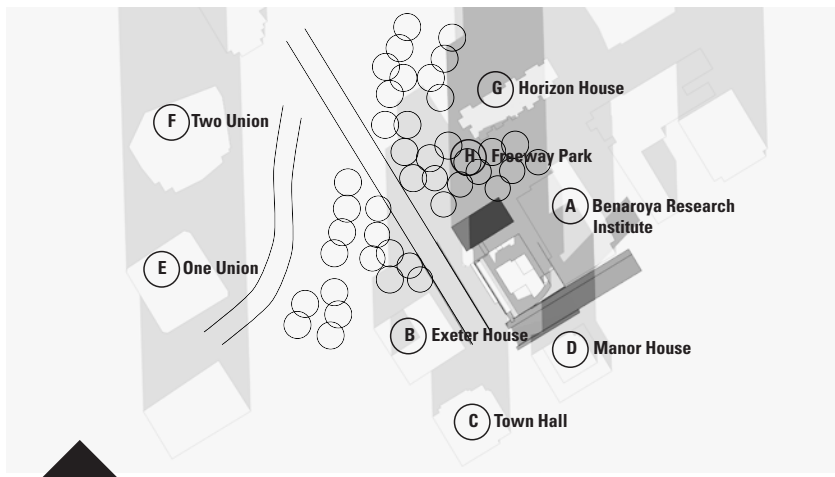 G Horizon House
F Two Union
H Freeway Park
A Benaroya Research
Institute
E One Union
B Exeter House
D Manor House
C Town Hall